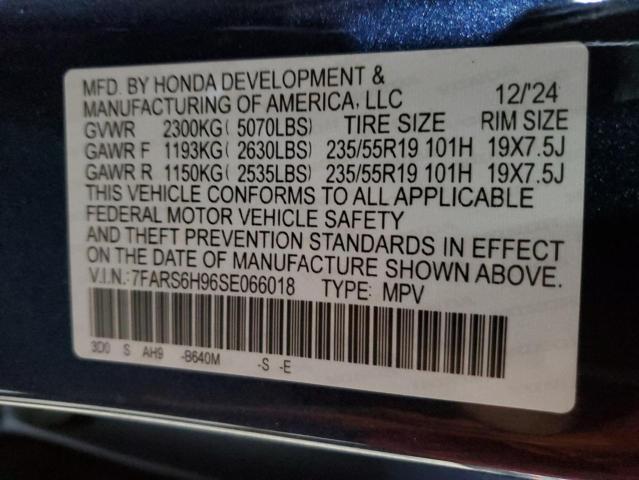 MFD. BY HONDA DEVELOPMENT &
MANUFACTURING OF AMERICA, LLC 12/'24
GVWR 2300KG( 5070LBS) TIRE SIZE RIM SIZE
GAWR F 1193KG( 2630LBS) 235/55R19 101H 19X7.5J
GAWR R 1150KG( 2535LBS) 235/55R19 101H 19X7.5J
THIS VEHICLE CONFORMS TO ALL APPLICABLE
FEDERAL MOTOR VEHICLE SAFETY
AND THEFT PREVENTION STANDARDS IN EFFECT
ON THE DATE OF MANUFACTURE SHOWN ABOVE.
V.I.N.:7FARS6H96SE066018 TYPE: MPV
3D0 S AH9 -B640M -S -E